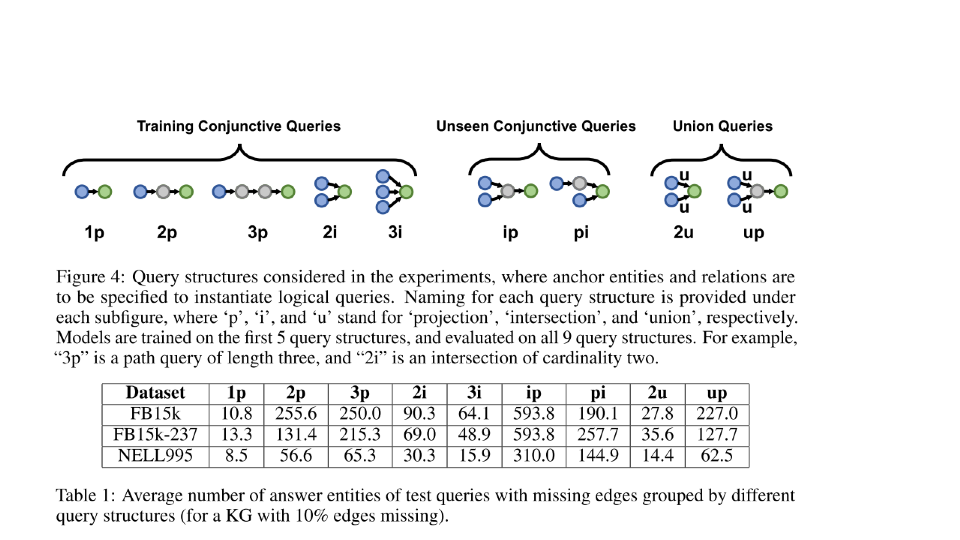 Training Conjunctive Queries Unseen Conjunctive Queries Union Queries
u u
u u
1p 2p 3p 2i 3i ip pi 2u up
Figure 4: Query structures considered in the experiments, where anchor entities and relations are
to be specified to instantiate logical queries. Naming for each query structure is provided under
each subfigure, where ‘p’, ‘i’, and ‘u’ stand for ‘projection’, ‘intersection’, and ‘union’, respectively.
Models are trained on the first 5 query structures, and evaluated on all 9 query structures. For example,
“3p” is a path query of length three, and “2i” is an intersection of cardinality two.
Dataset 1p 2p 3p 2i 3i ip pi 2u up
FB15k 10.8 255.6 250.0 90.3 64.1 593.8 190.1 27.8 227.0
FB15k-237 13.3 131.4 215.3 69.0 48.9 593.8 257.7 35.6 127.7
NELL995 8.5 56.6 65.3 30.3 15.9 310.0 144.9 14.4 62.5
Table 1: Average number of answer entities of test queries with missing edges grouped by different
query structures (for a KG with 10% edges missing).